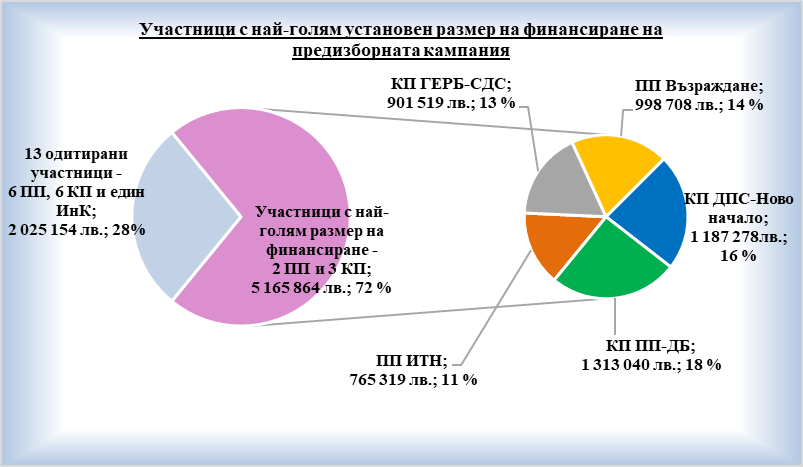 Участници с най-голям установен размер на финансиране на
предизборната кампания
КП ГЕРБ-СДС;
901 519 лв.; 13 %
ПП Възраждане;
998 708 лв.; 14 %
13 одитирани
участници -
6 ПП, 6 КП и един
ИнК;
2 025 154 лв.; 28%
Участници с най-
голям размер на
финансиране -
2 ПП и 3 КП;
5 165 864 лв.; 72 %
КП ДПС-Ново
начало;
1 187 278лв.;
16 %
ПП ИТН;
765 319 лв.; 11 %
КП ПП-ДБ;
1 313 040 лв.; 18 %